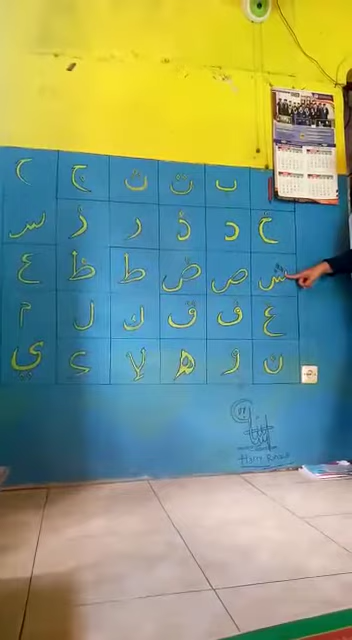 ب ت ث ج ح
خ د ذ ر ز س
ش ص ض ط ظ ع
غ ف ق ك ل م
ن و ه لا ء ي